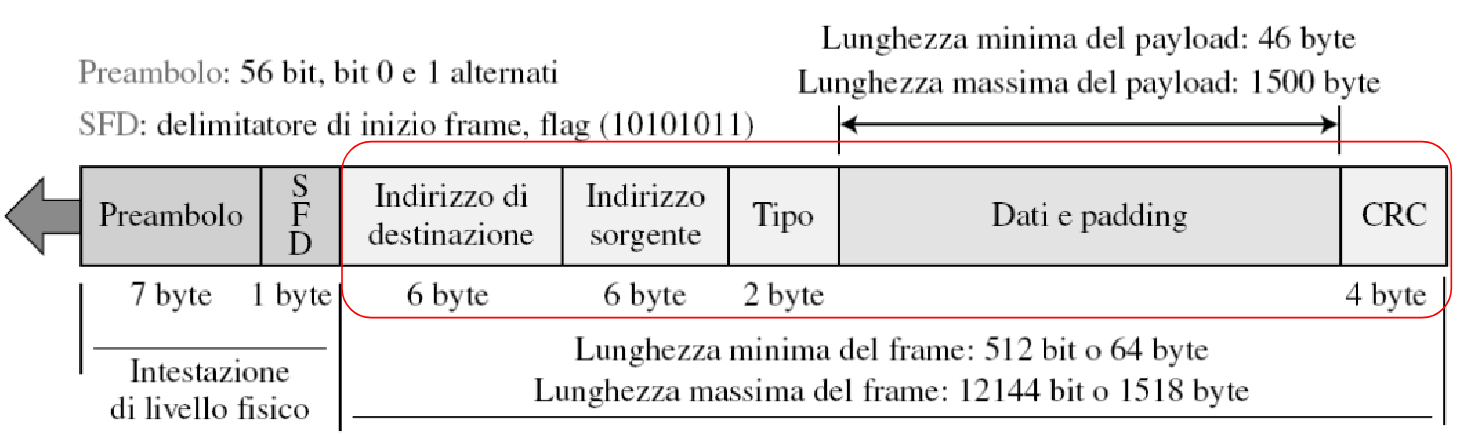 Lunghezza minima del payload: 46 byte
Preambolo: 56 bit, bit 0 e 1 alternati
Lunghezza massima del payload: 1500 byte
SFD: delimitatore di inizio frame, flag (10101011)
Preambolo
S
F
D
Indirizzo di
destinazione
Indirizzo
sorgente
Tipo
Dati e padding
CRC
7 byte
1 byte
6 byte
6 byte
2 byte
4 byte
Intestazione
di livello fisico
Lunghezza minima del frame: 512 bit o 64 byte
Lunghezza massima del frame: 12144 bit o 1518 byte